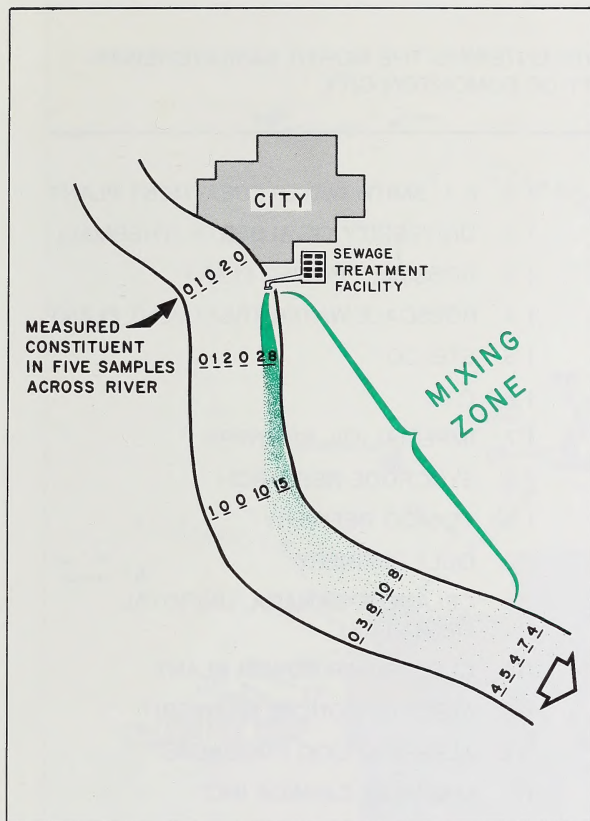 CITY
0 1 0 2 0
SEWAGE
TREATMENT
FACILITY
MEASURED
CONSTITUENT
IN FIVE SAMPLES
ACROSS RIVER
0 1 2 0 28
MIXING
ZONE
1 0 0 10 15
0 3 8 10 8
4 5 4 7 4